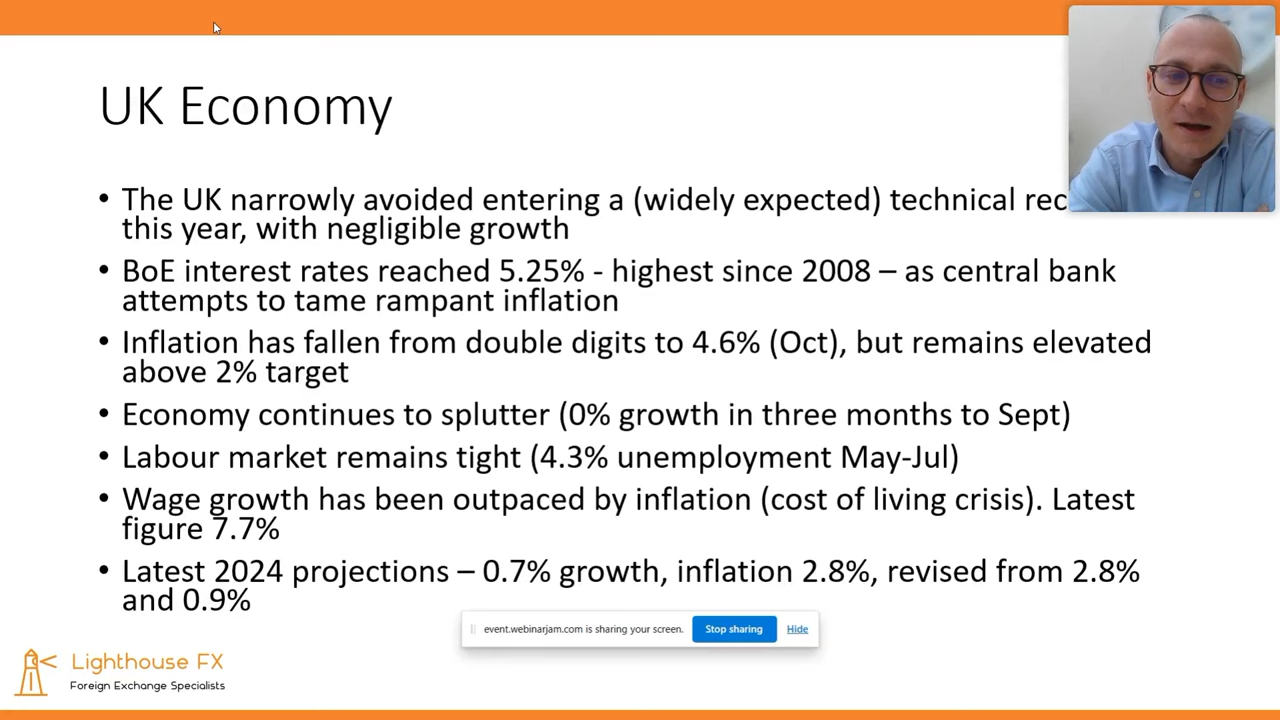 UK Economy
• The UK narrowly avoided entering a (widely expected) technical
this year, with negligible growth
• BoE interest rates reached 5.25% - highest since 2008 – as central bank
attempts to tame rampant inflation
• Inflation has fallen from double digits to 4.6% (Oct), but remains elevated
above 2% target
• Economy continues to splutter (0% growth in three months to Sept)
• Labour market remains tight (4.3% unemployment May-Jul)
• Wage growth has been outpaced by inflation (cost of living crisis). Latest
figure 7.7%
• Latest 2024 projections – 0.7% growth, inflation 2.8%, revised from 2.8%
and 0.9%
event.webinarjam.com is sharing your screen. Stop sharing Hide
Lighthouse FX
Foreign Exchange Specialists